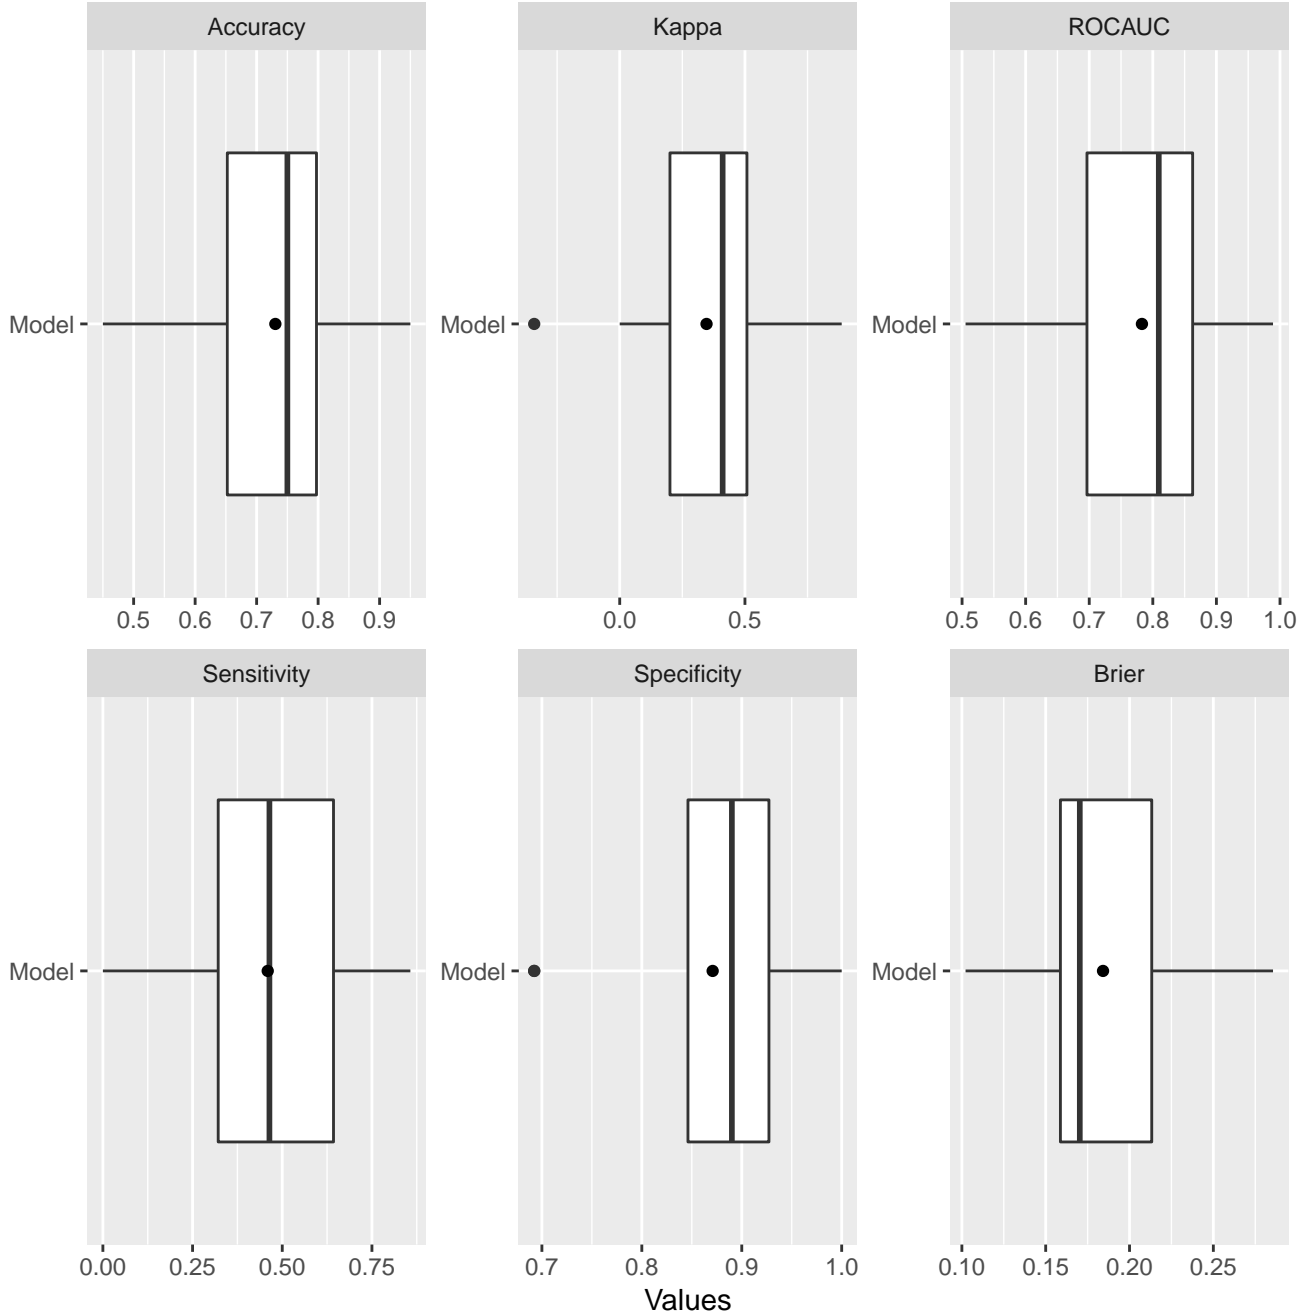 Accuracy Kappa ROCAUC
Model Model Model
0.5 0.6 0.7 0.8 0.9 0.0 0.5 0.5 0.6 0.7 0.8 0.9 1.0
Sensitivity Specificity Brier
Model Model Model
0.00 0.25 0.50 0.75 0.7 0.8 0.9 1.0 0.10 0.15 0.20 0.25
Values